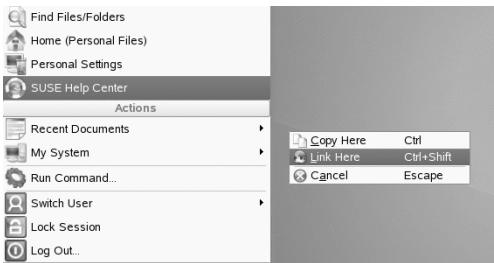 Find Files/Folders
Home (Personal Files)
Personal Settings
SUSE Help Center
Actions
Recent Documents
My System
Run Command...
Switch User
Lock Session
Log Out...
Copy Here Ctrl
Link Here Ctrl+Shift
Cancel Escape